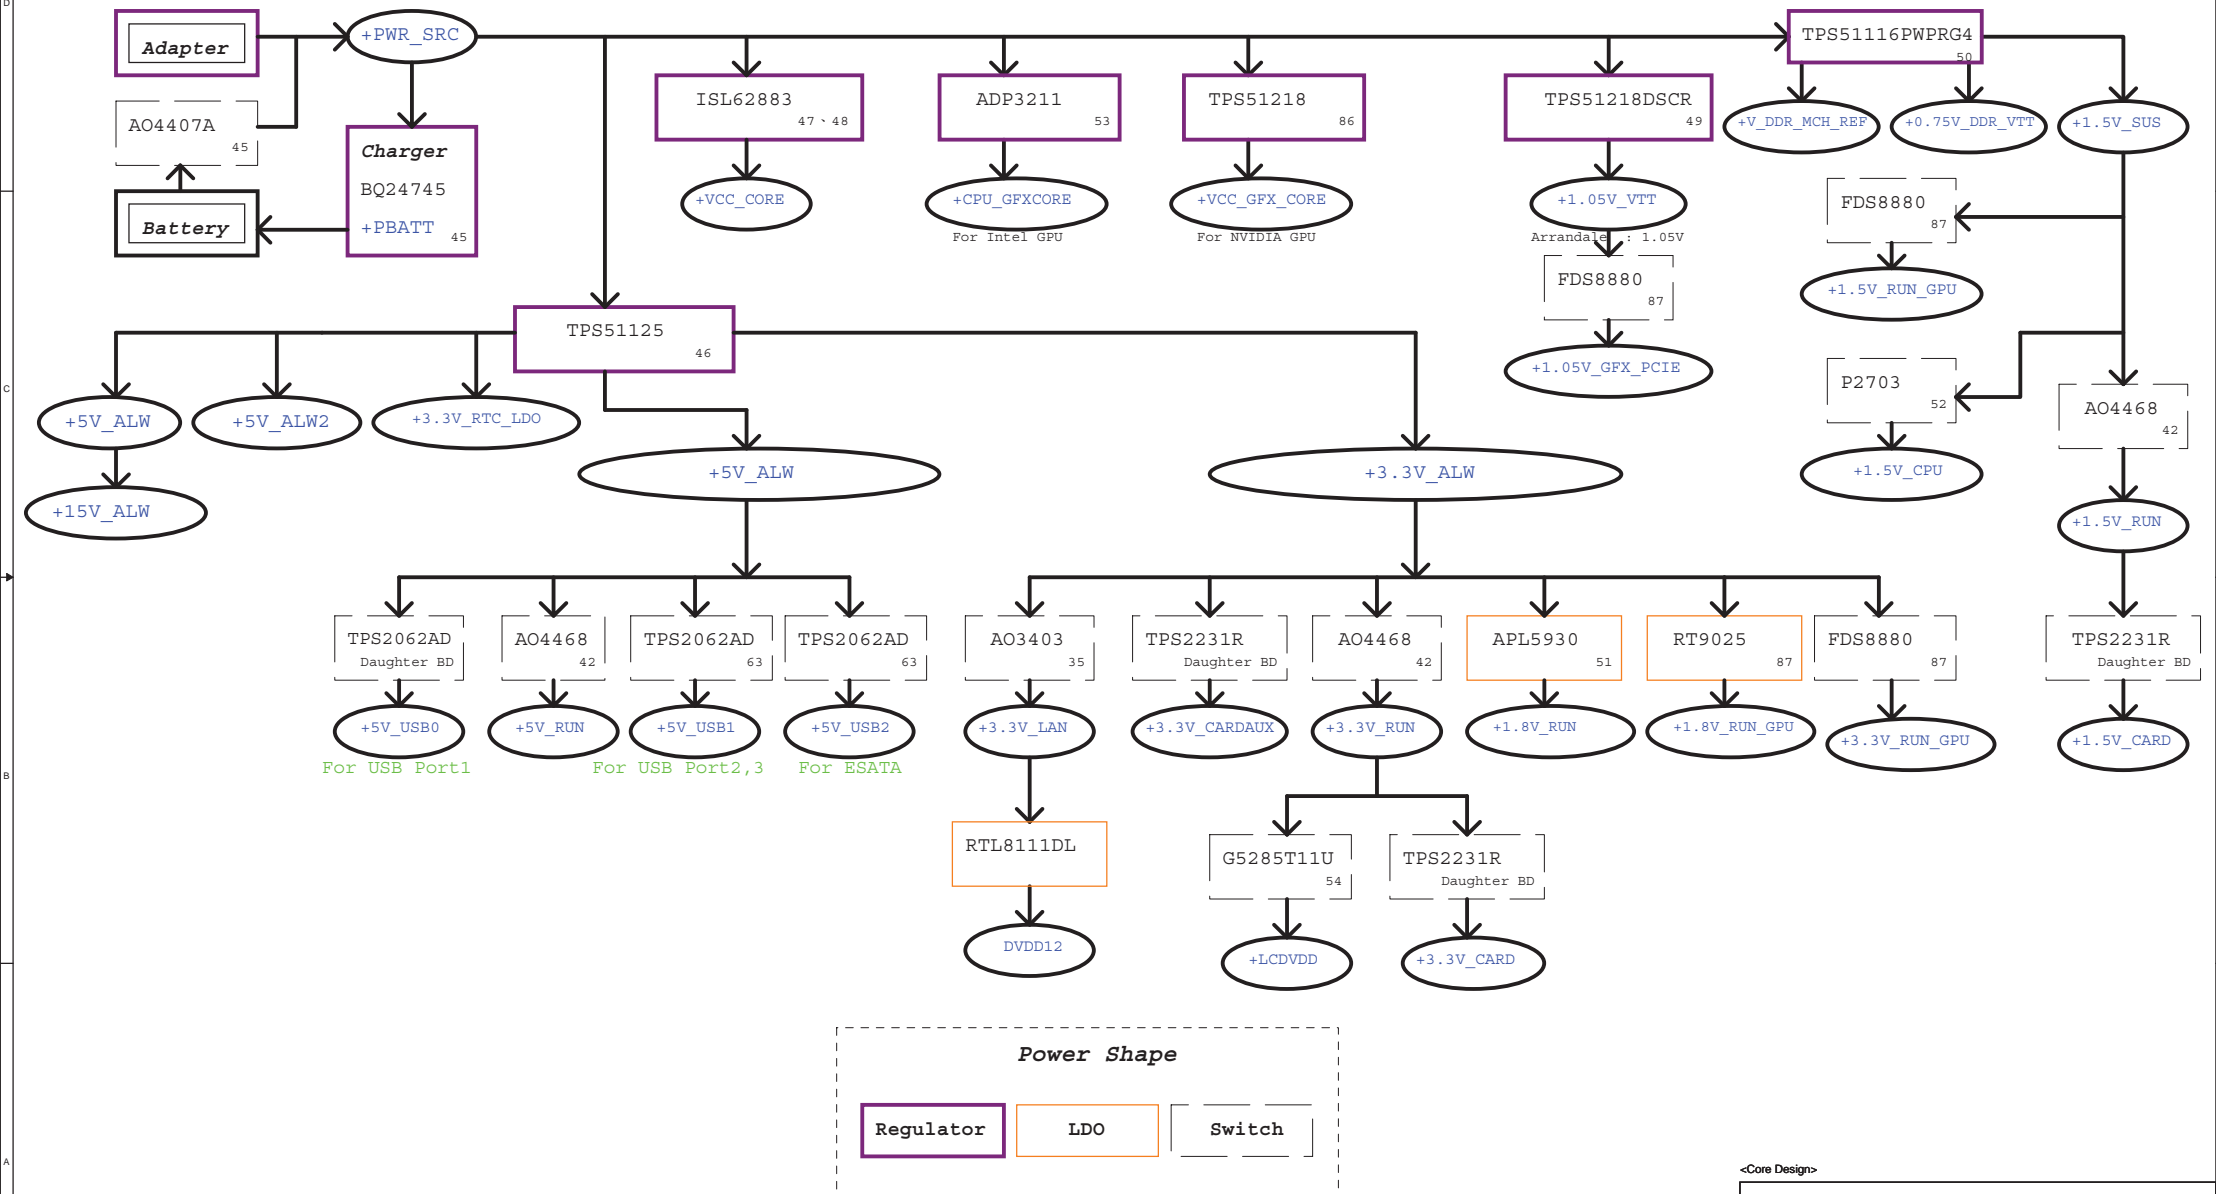 D
Adapter
+PWR_SRC
TPS51116PWPRG4
50
AO4407A
45
Charger
BQ24745
+PBATT
45
Battery
ISL62883
47、48
ADP3211
53
TPS51218
86
TPS51218DSCR
49
+V_DDR_MCH_REF
+0.75V_DDR_VTT
+1.5V_SUS
+VCC_CORE
+CPU_GFXCORE
For Intel GPU
+VCC_GFX_CORE
For NVIDIA GPU
+1.05V_VTT
Arrandale : 1.05V
FDS8880
87
FDS8880
87
+1.5V_RUN_GPU
TPS51125
46
+1.05V_GFX_PCIE
C
P2703
52
AO4468
42
+5V_ALW
+5V_ALW2
+3.3V_RTC_LDO
+5V_ALW
+3.3V_ALW
+1.5V_CPU
+15V_ALW
+1.5V_RUN
TPS2062AD
Daughter BD
AO4468
42
TPS2062AD
63
TPS2062AD
63
AO3403
35
TPS2231R
Daughter BD
AO4468
42
APL5930
51
RT9025
87
FDS8880
87
TPS2231R
Daughter BD
+5V_USB0
+5V_RUN
+5V_USB1
+5V_USB2
+3.3V_LAN
+3.3V_CARDAUX
+3.3V_RUN
+1.8V_RUN
+1.8V_RUN_GPU
+3.3V_RUN_GPU
+1.5V_CARD
For USB Port1
For USB Port2,3
For ESATA
B
RTL8111DL
G5285T11U
54
TPS2231R
Daughter BD
DVDD12
+LCDVDD
+3.3V_CARD
Power Shape
Regulator
LDO
Switch
A
<Core Design>